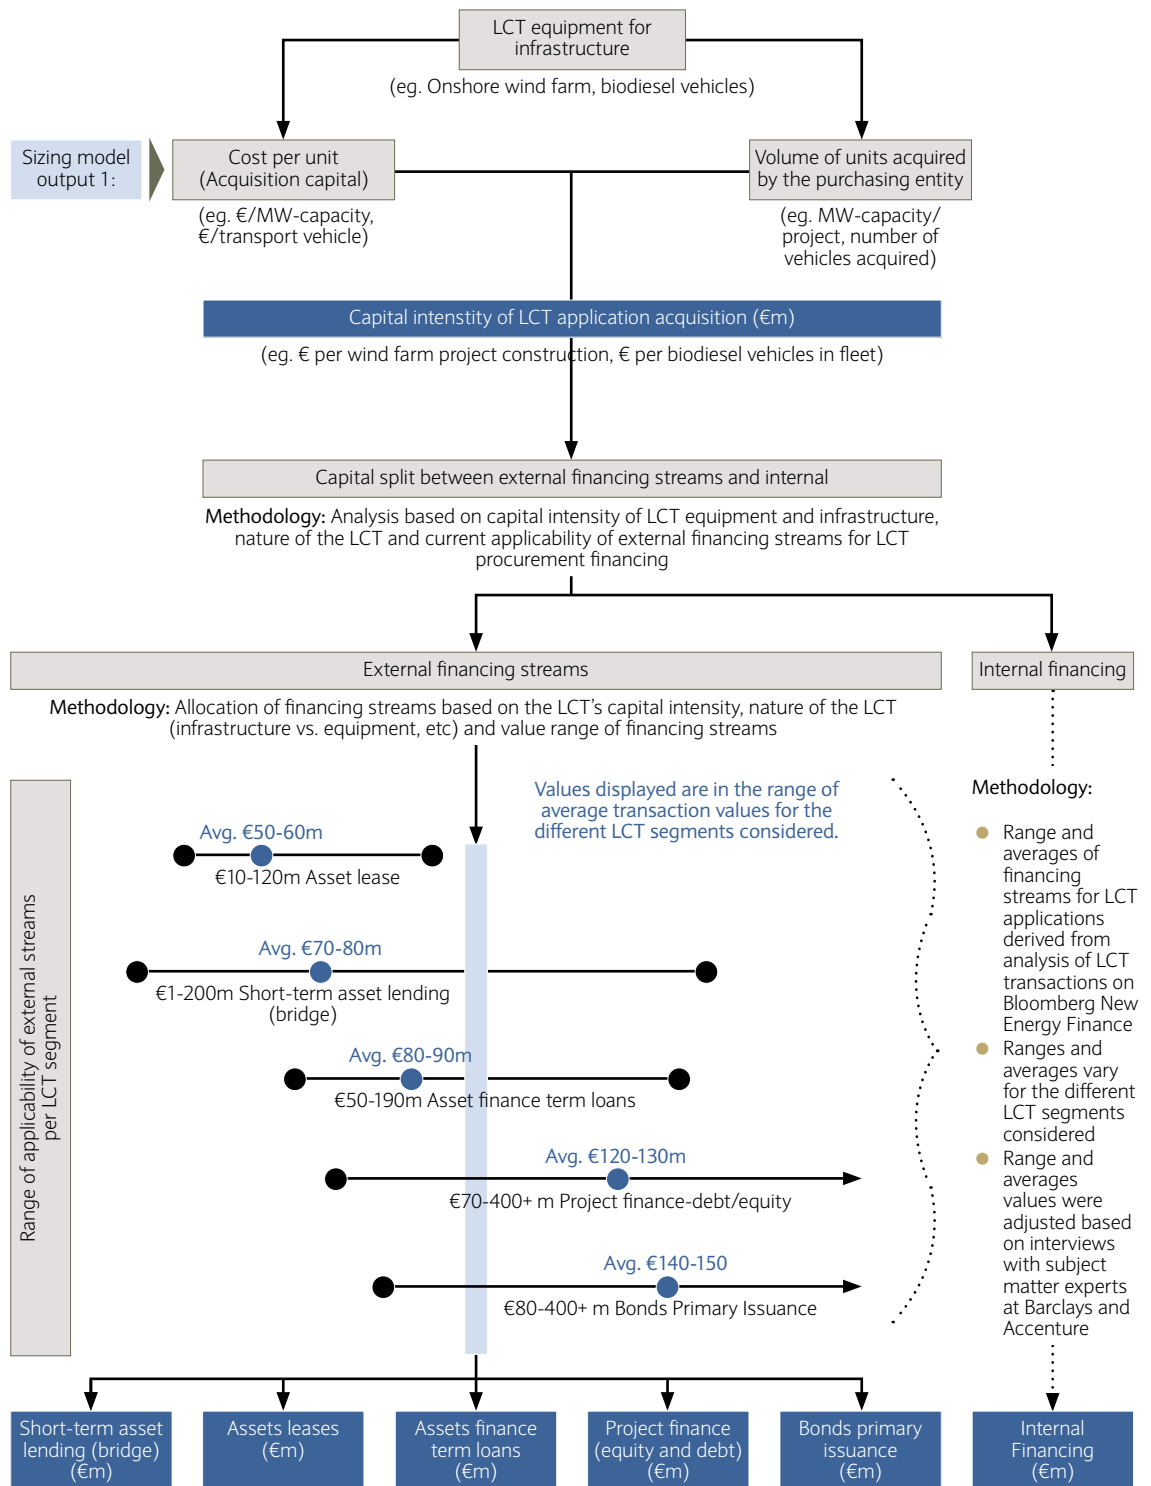 LCT equipment for
infrastructure
(eg. Onshore wind farm, biodiesel vehicles)
Sizing model
output 1:
Cost per unit
(Acquisition capital)
(eg. €/MW-capacity,
€/transport vehicle)
Volume of units acquired
by the purchasing entity
(eg. MW-capacity/
project, number of
vehicles acquired)
Capital intenstity of LCT application acquisition (€m)
(eg. € per wind farm project construction, € per biodiesel vehicles in fleet)
Capital split between external financing streams and internal
Methodology: Analysis based on capital intensity of LCT equipment and infrastructure,
nature of the LCT and current applicability of external financing streams for LCT
procurement financing
External financing streams
Methodology: Allocation of financing streams based on the LCT’s capital intensity, nature of the LCT
(infrastructure vs. equipment, etc) and value range of financing streams
Internal financing
Range of applicability of external streams
per LCT segment
Values displayed are in the range of
average transaction values for the
different LCT segments considered.
Avg. €50-60m
€10-120m Asset lease
Avg. €70-80m
€1-200m Short-term asset lending
(bridge)
Avg. €80-90m
€50-190m Asset finance term loans
Avg. €120-130m
€70-400+ m Project finance-debt/equity
Avg. €140-150
€80-400+ m Bonds Primary Issuance
Methodology:
Range and
averages of
financing
streams for LCT
applications
derived from
analysis of LCT
transactions on
Bloomberg New
Energy Finance
Ranges and
averages vary
for the different
LCT segments
considered
Range and
averages
values were
adjusted based
on interviews
with subject
matter experts
at Barclays and
Accenture
Short-term asset
lending (bridge)
(€m)
Assets leases
(€m)
Assets finance
term loans
(€m)
Project finance
(equity and debt)
(€m)
Bonds primary
issuance
(€m)
Internal
Financing
(€m)